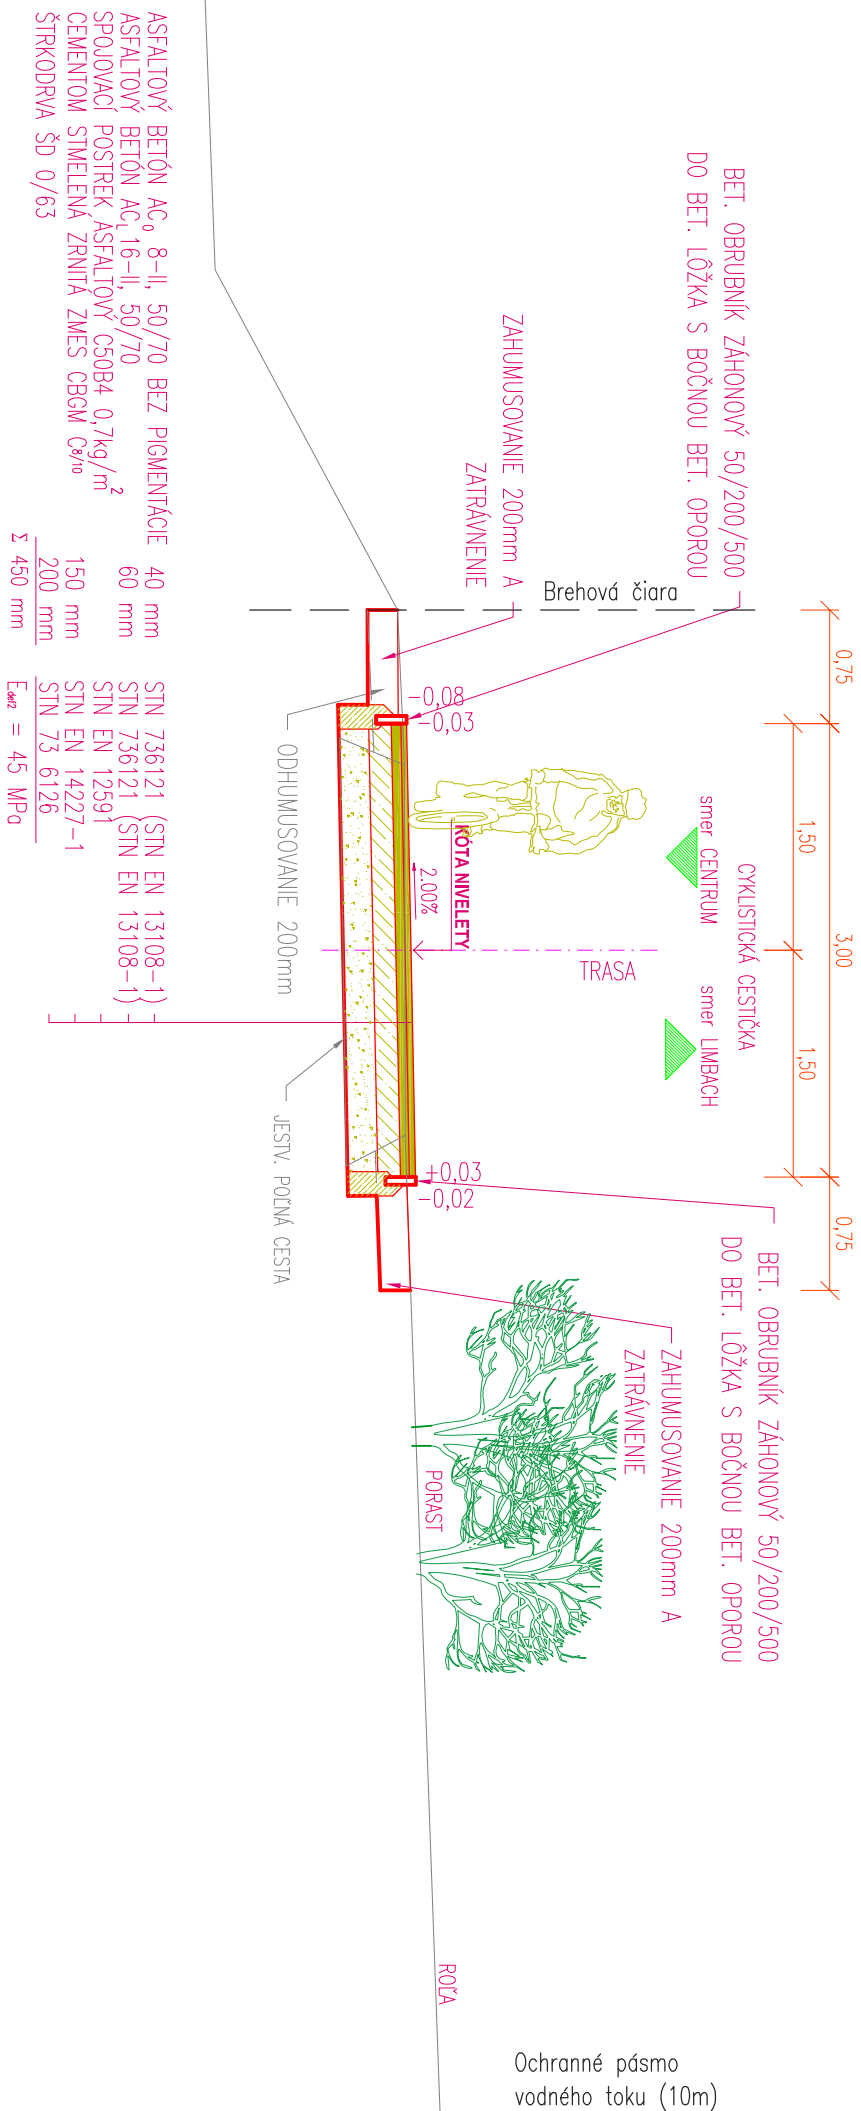 0,75
3,00
0,75
1,50
1,50
BET. OBRUBNÍK ZÁHONOVÝ 50/200/500
DO BET. LÔŽKA S BOČNOU BET. OPOROU
CYKLISTICKÁ CESTIČKA
smer CENTRUM
smer LIMBACH
BET. OBRUBNÍK ZÁHONOVÝ 50/200/500
DO BET. LÔŽKA S BOČNOU BET. OPOROU
Brehová čiara
ZAHUMUSOVANIE 200mm A
ZATRÁVNENIE
TRASA
ZAHUMUSOVANIE 200mm A
ZATRÁVNENIE
KÓTA NIVELETY
2.00%
-0,08
-0,03
+0,03
-0,02
PORAST
ROĽA
Ochranné pásmo
vodného toku (10m)
ODHUMUSOVANIE 200mm
JESTV. POĽNÁ CESTA
ASFALTOVÝ BETÓN ACO 8-II, 50/70 BEZ PIGMENTÁCIE 40 mm STN 736121 (STN EN 13108-1)
ASFALTOVÝ BETÓN ACL 16-II, 50/70 60 mm STN 736121 (STN EN 13108-1)
SPOJOVACÍ POSTREK ASFALTOVÝ C50B4 0,7kg/m² STN EN 12591
CEMENTOM STMELENÁ ZRNITÁ ZMES CBGM C8/10 150 mm STN EN 14227-1
ŠTRKODRVA ŠD 0/63 200 mm STN 73 6126
Σ 450 mm Edef2 = 45 MPa